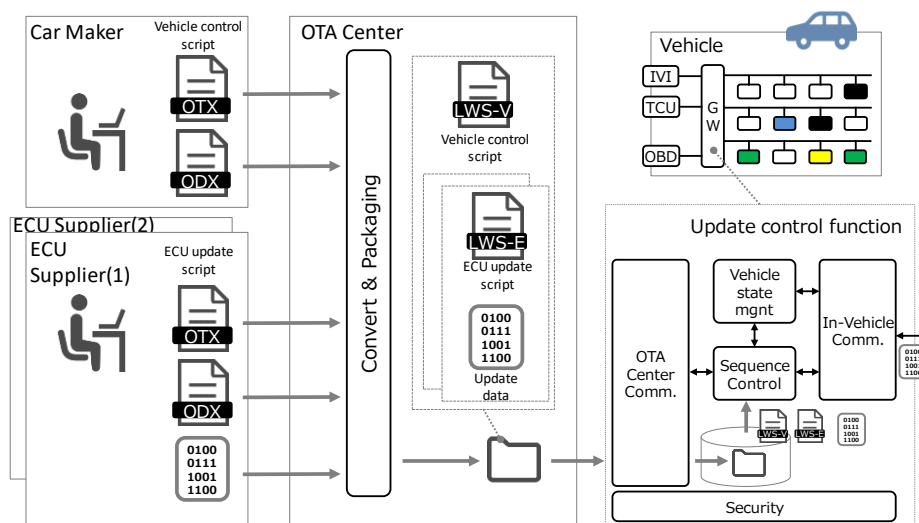 Car Maker
Vehicle control
script
OTX
ODX
ECU Supplier(2)
ECU
Supplier(1)
ECU update
script
OTX
ODX
0100
0111
1001
1100
OTA Center
Convert & Packaging
LWS-V
Vehicle control
script
LWS-E
ECU update
script
0100
0111
1001
1100
Update
data
Vehicle
IVI
TCU
OBD
G
W
Update control function
OTA
Center
Comm.
Vehicle
state
mgnt
Sequence
Control
In-Vehicle
Comm.
LWS-V
LWS-E
0100
0111
1001
1100
Security